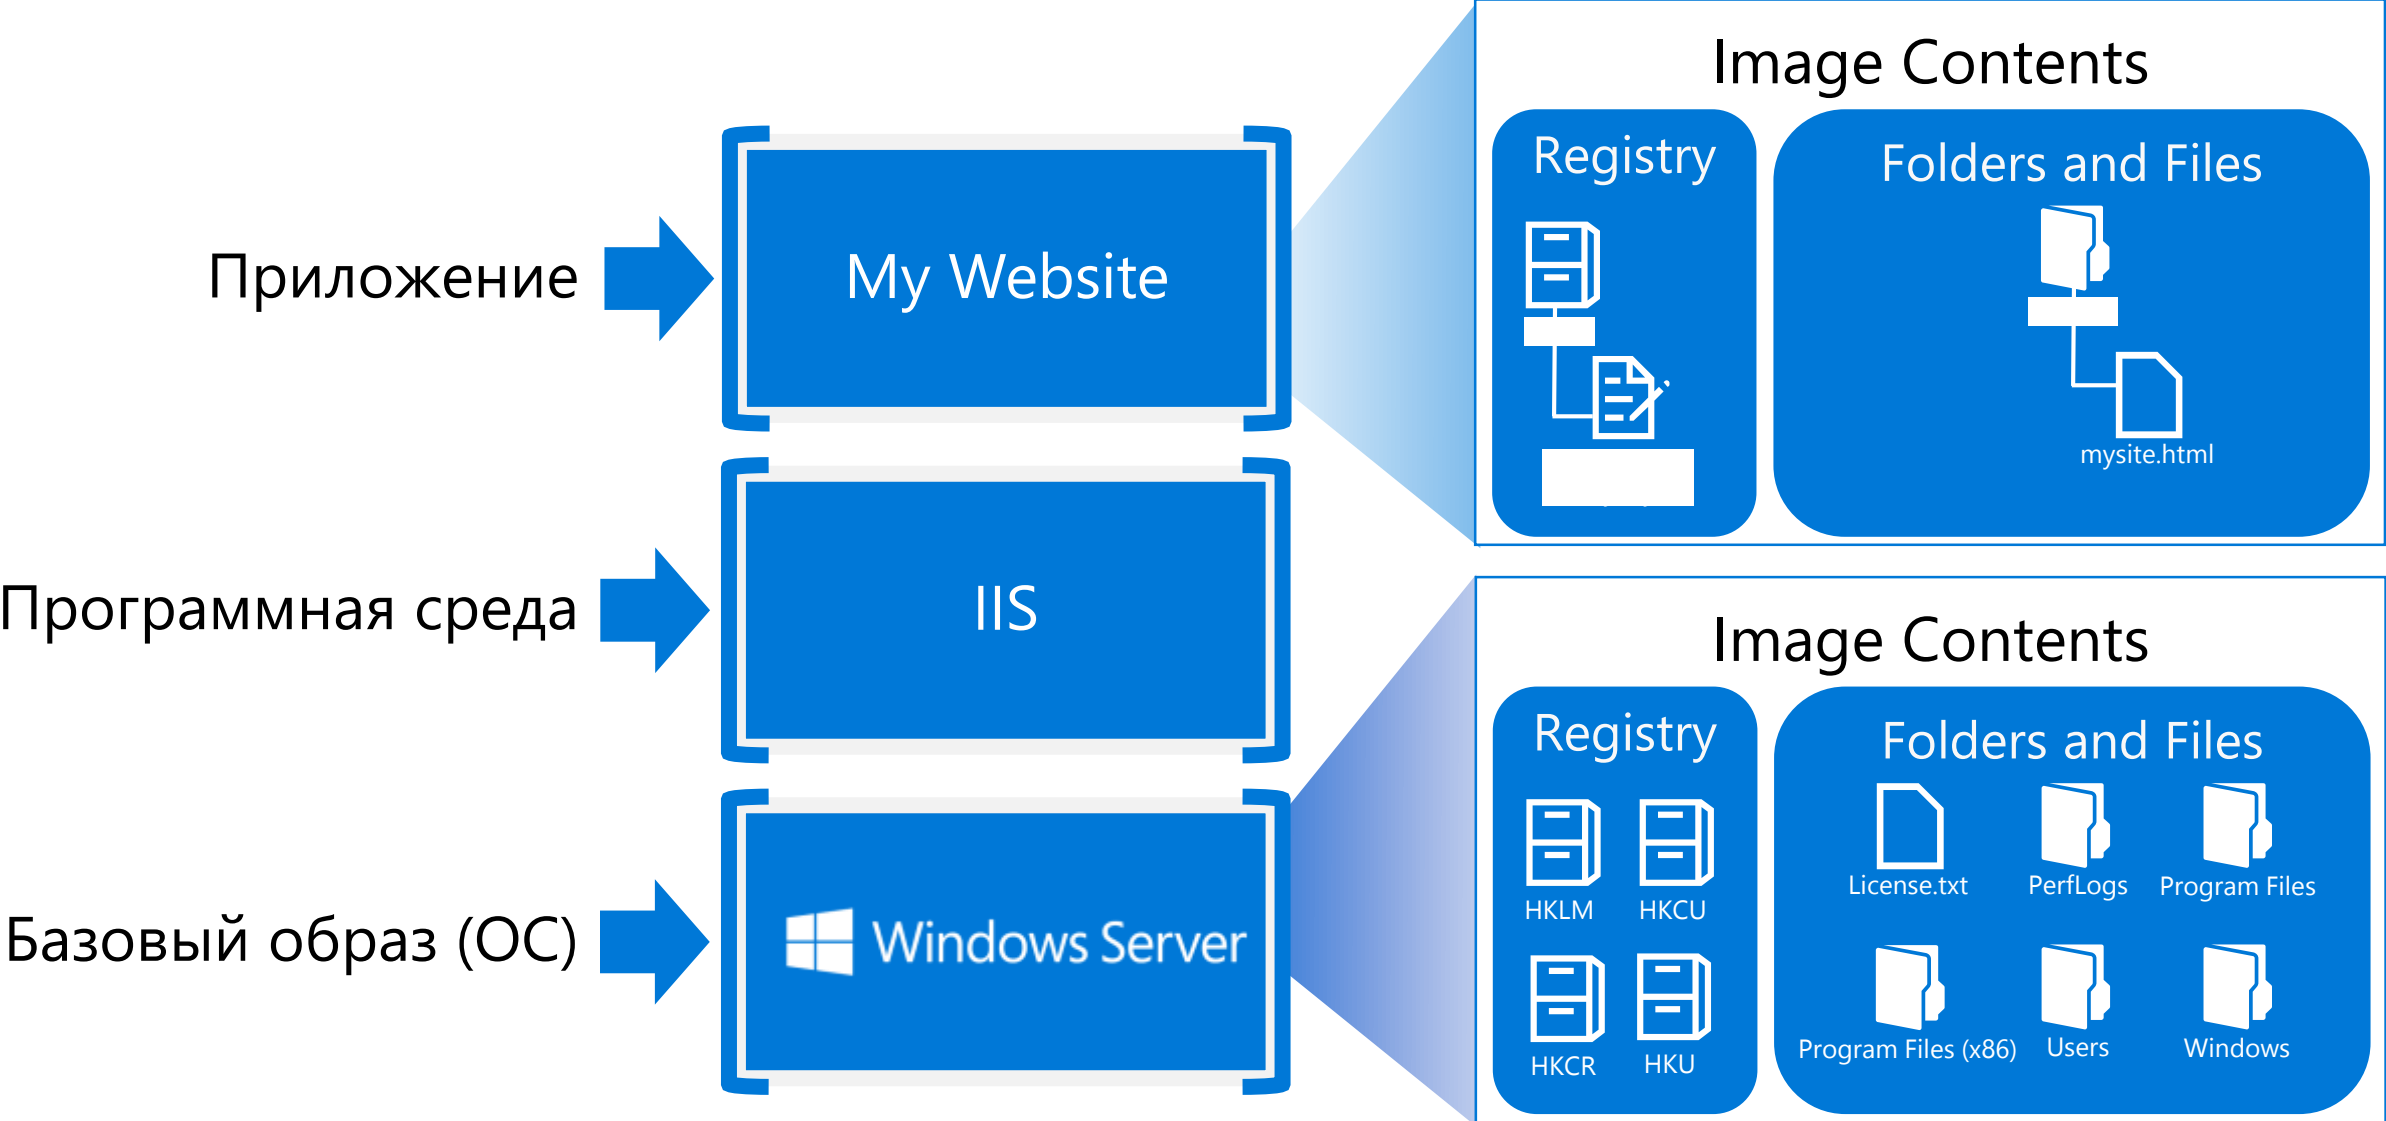 Приложение
My Website
Image Contents
Registry
Folders and Files
mysite.html
Программная среда
IIS
Базовый образ (ОС)
Windows Server
Image Contents
Registry
HKLM
HKCU
HKCR
HKU
Folders and Files
License.txt
PerfLogs
Program Files
Program Files (x86)
Users
Windows